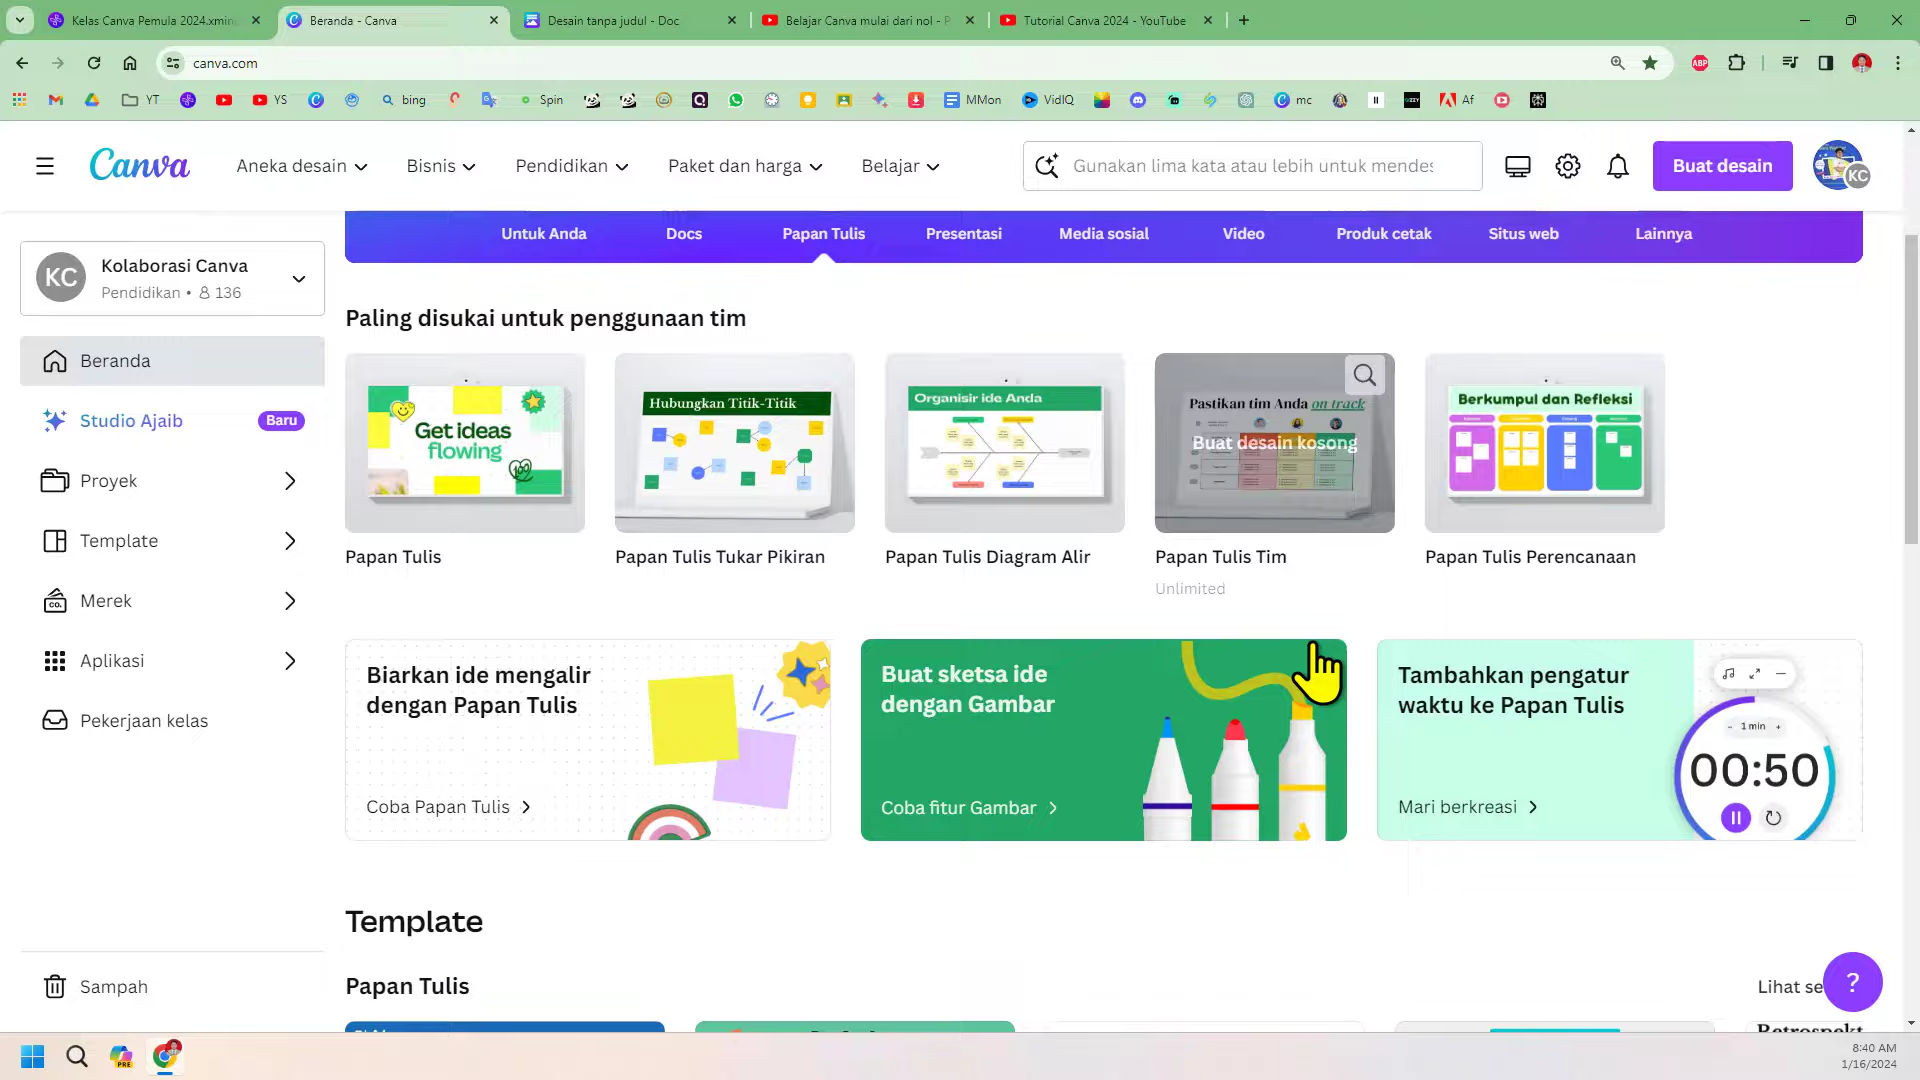 Kelas Canva Pemula 2024.xmin
Beranda - Canva
Desain tanpa judul - Doc
Belajar Canva mulai dari nol - P
Tutorial Canva 2024 - YouTube
canva.com
YT
YS
bing
Spin
MMon
VidIQ
mc
Af
Canva
Aneka desain
Bisnis
Pendidikan
Paket dan harga
Belajar
Gunakan lima kata atau lebih untuk mendes
Buat desain
KC
Untuk Anda
Docs
Papan Tulis
Presentasi
Media sosial
Video
Produk cetak
Situs web
Lainnya
KC
Kolaborasi Canva
Pendidikan • 136
Beranda
Studio Ajaib
Baru
Proyek
Template
Merek
Aplikasi
Pekerjaan kelas
Sampah
Paling disukai untuk penggunaan tim
Get ideas
flowing
100
Hubungkan Titik-Titik
Organisir ide Anda
Pastikan tim Anda on track
Buat desain kosong
Berkumpul dan Refleksi
Papan Tulis
Papan Tulis Tukar Pikiran
Papan Tulis Diagram Alir
Papan Tulis Tim
Unlimited
Papan Tulis Perencanaan
Biarkan ide mengalir
dengan Papan Tulis
Coba Papan Tulis
Buat sketsa ide
dengan Gambar
Coba fitur Gambar
Tambahkan pengatur
waktu ke Papan Tulis
Mari berkreasi
- 1 min +
00:50
Template
Papan Tulis
Lihat se
?
Retrospekt
8:40 AM
1/16/2024